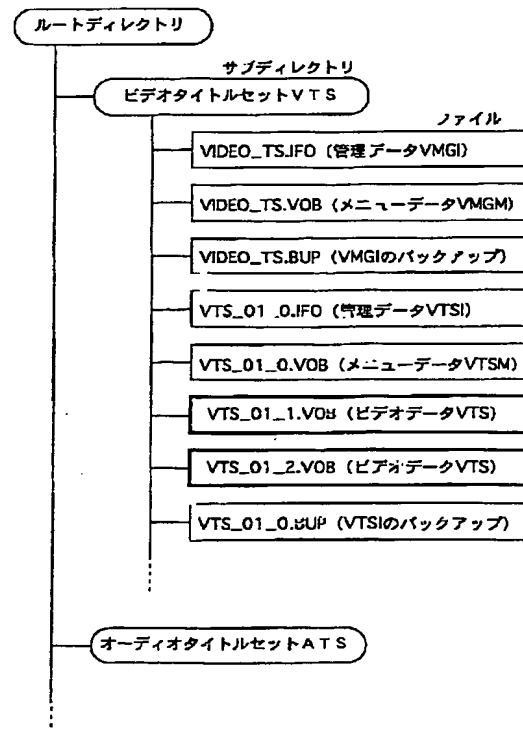 ルートディレクトリ
サブディレクトリ
ビデオタイトルセットVTS
ファイル
VIDEO_TS.IFO (管理データVMGI)
VIDEO_TS.VOB (メニューデータVMGM)
VIDEO_TS.BUP (VMGIのバックアップ)
VTS_01_0.IFO (管理データVTSI)
VTS_01_0.VOB (メニューデータVTSM)
VTS_01_1.VOB (ビデオデータVTS)
VTS_01_2.VOB (ビデオデータVTS)
VTS_01_0.BUP (VTSIのバックアップ)
オーディオタイトルセットATS